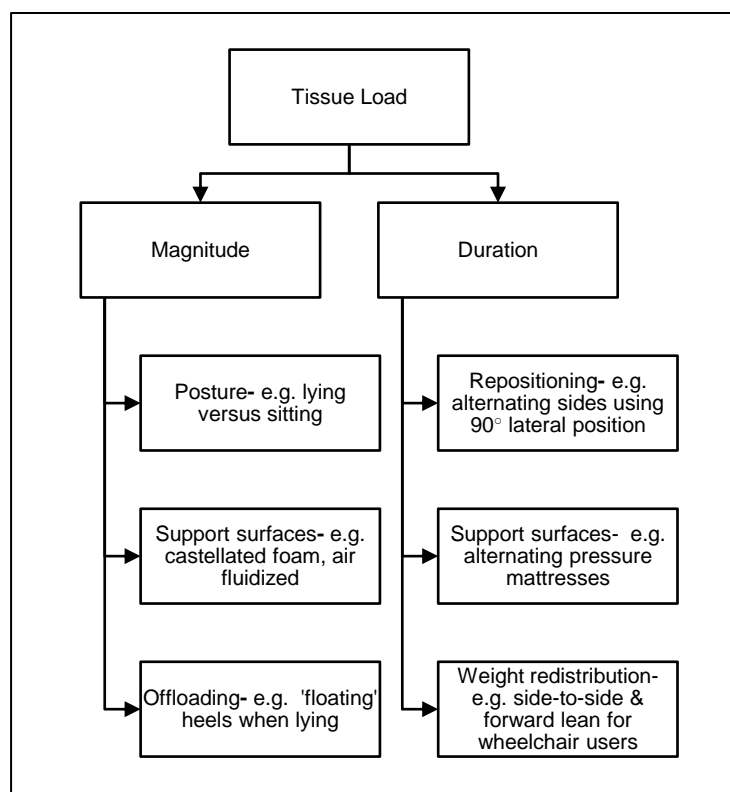 Tissue Load
Magnitude
Duration
Posture- e.g. lying
versus sitting
Repositioning- e.g.
alternating sides using
90° lateral position
Support surfaces- e.g.
castellated foam, air
fluidized
Support surfaces- e.g.
alternating pressure
mattresses
Offloading- e.g. 'floating'
heels when lying
Weight redistribution-
e.g. side-to-side &
forward lean for
wheelchair users